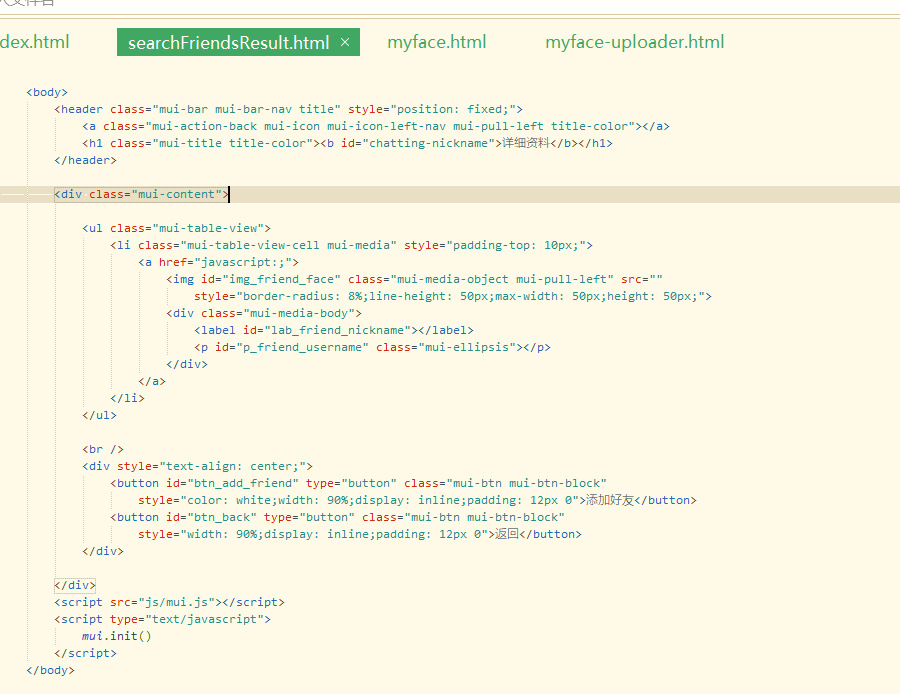 dex.html searchFriendsResult.html × myface.html myface-uploader.html
<body>
<header class="mui-bar mui-bar-nav title" style="position: fixed;">
<a class="mui-action-back mui-icon mui-icon-left-nav mui-pull-left title-color"></a>
<h1 class="mui-title title-color"><b id="chatting-nickname">详细资料</b></h1>
</header>
<div class="mui-content">
<ul class="mui-table-view">
<li class="mui-table-view-cell mui-media" style="padding-top: 10px;">
<a href="javascript:;">
<img id="img_friend_face" class="mui-media-object mui-pull-left" src=""
style="border-radius: 8%;line-height: 50px;max-width: 50px;height: 50px;">
<div class="mui-media-body">
<label id="lab_friend_nickname"></label>
<p id="p_friend_username" class="mui-ellipsis"></p>
</div>
</a>
</li>
</ul>
<br />
<div style="text-align: center;">
<button id="btn_add_friend" type="button" class="mui-btn mui-btn-block"
style="color: white;width: 90%;display: inline;padding: 12px 0">添加好友</button>
<button id="btn_back" type="button" class="mui-btn mui-btn-block"
style="width: 90%;display: inline;padding: 12px 0">返回</button>
</div>
</div>
<script src="js/mui.js"></script>
<script type="text/javascript">
mui.init()
</script>
</body>